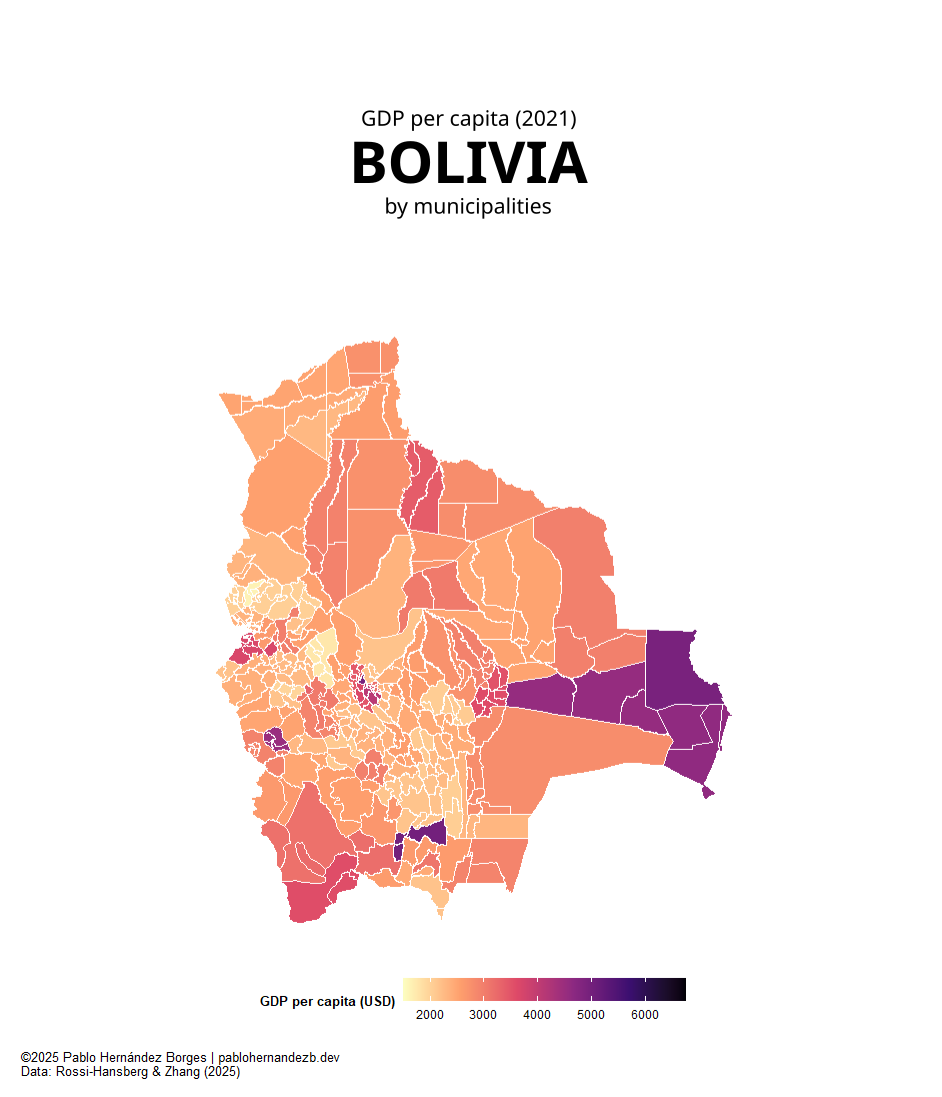 GDP per capita (2021)
BOLIVIA
by municipalities
GDP per capita (USD)
2000 3000 4000 5000 6000
©2025 Pablo Hernández Borges | pablohernandezb.dev
Data: Rossi-Hansberg & Zhang (2025)